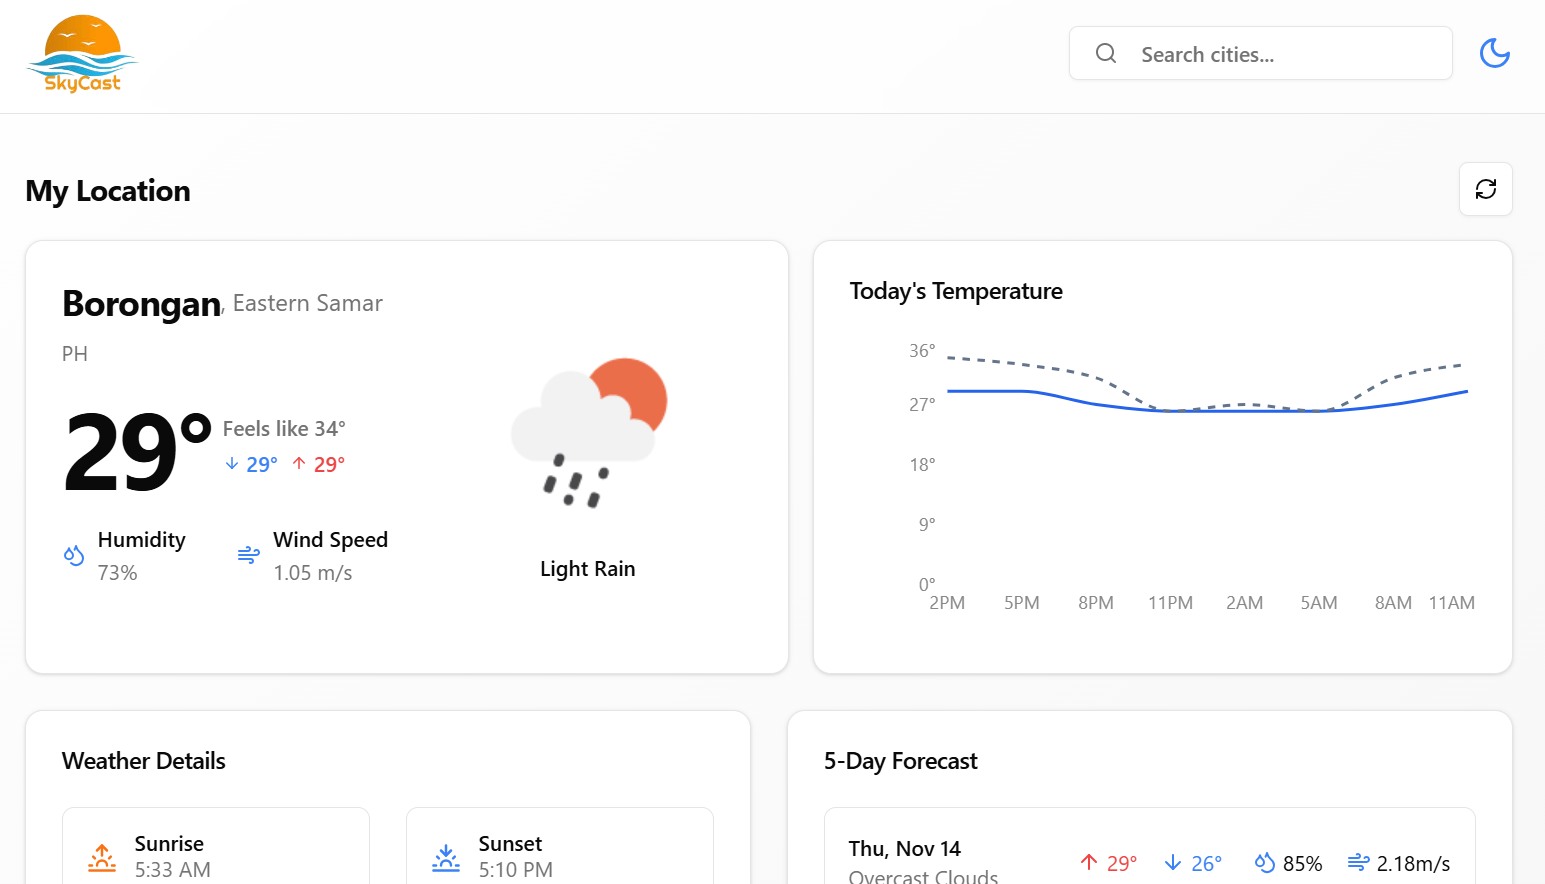 SkyCast
Search cities...
My Location
Borongan, Eastern Samar
PH
29° Feels like 34°
29° 29°
Humidity
73%
Wind Speed
1.05 m/s
Light Rain
Today's Temperature
36°
27°
18°
9°
0°
2PM 5PM 8PM 11PM 2AM 5AM 8AM 11AM
Weather Details
Sunrise
5:33 AM
Sunset
5:10 PM
5-Day Forecast
Thu, Nov 14
Overcast Clouds
29° 26° 85% 2.18m/s